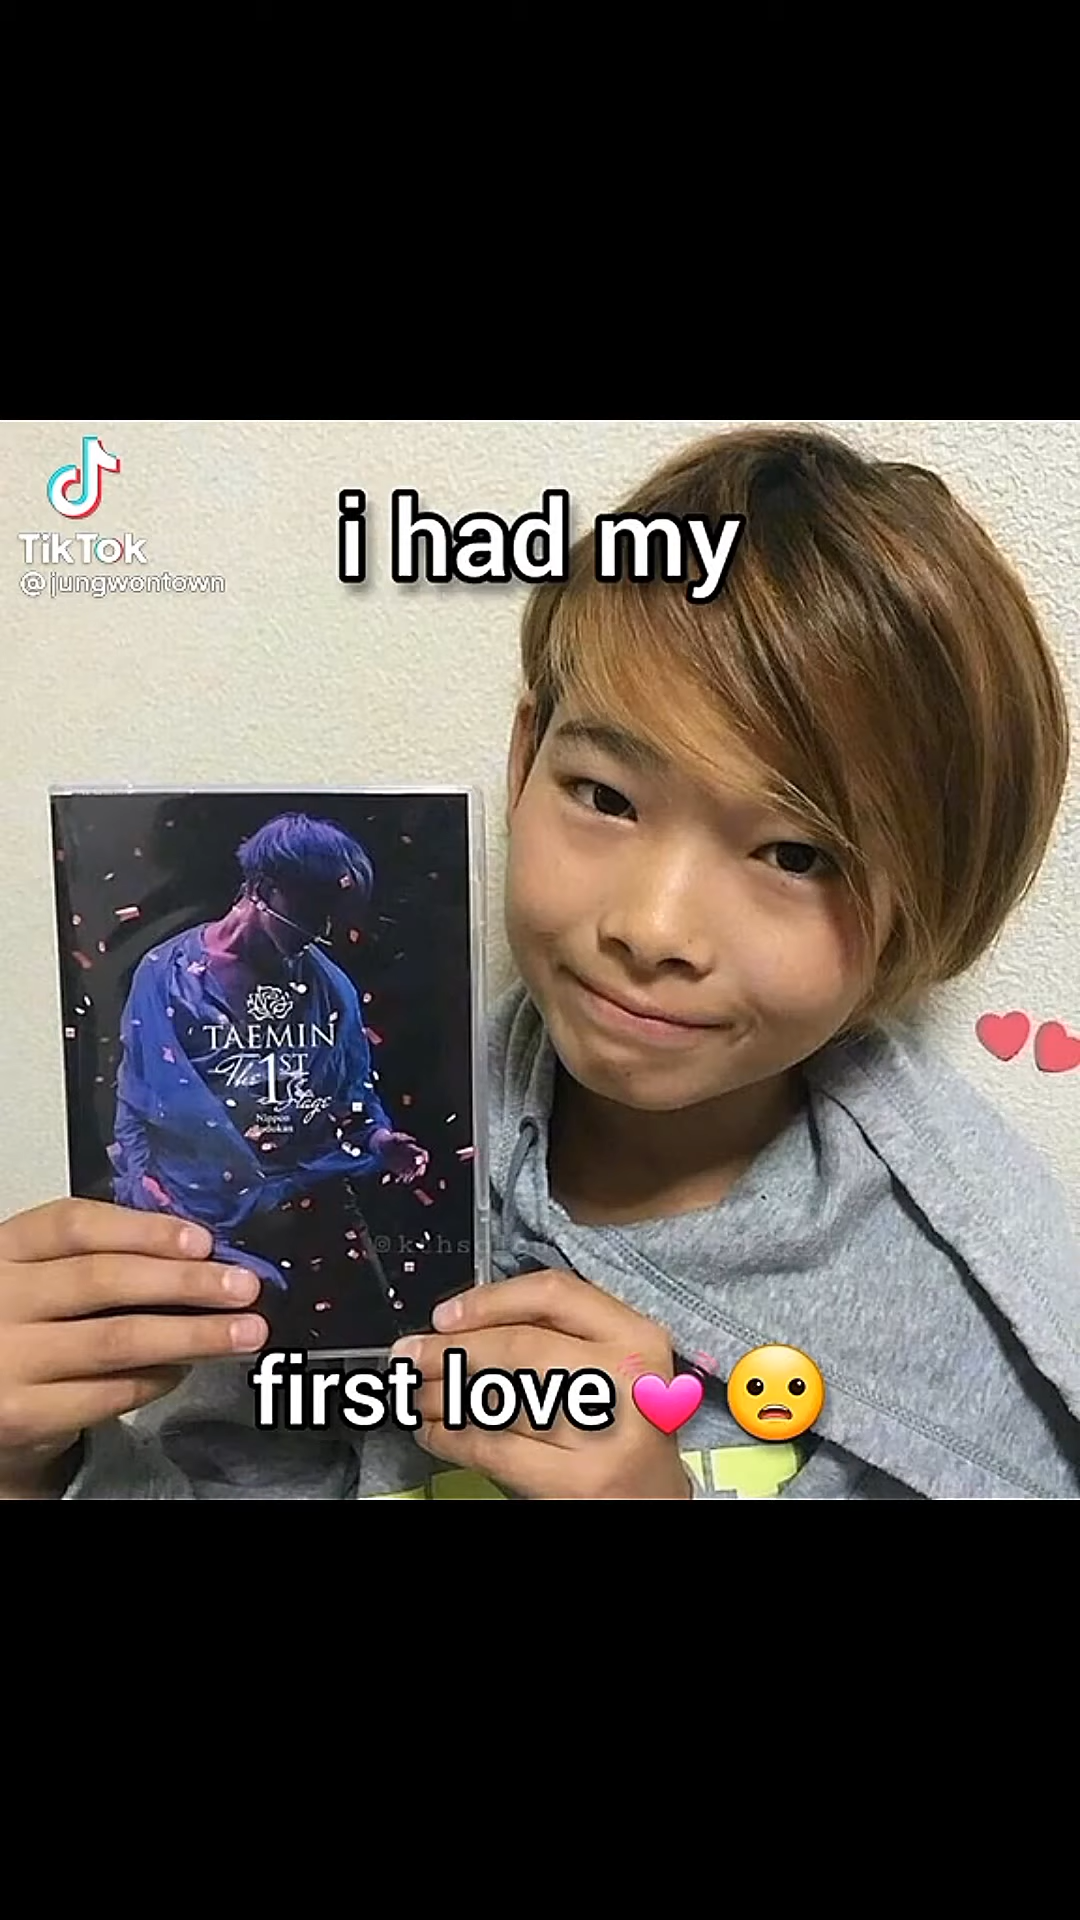 TikTok
@jungwontown
i had my
TAEMIN
The 1ST
Stage
Nippon
Budokan
first love💓😦